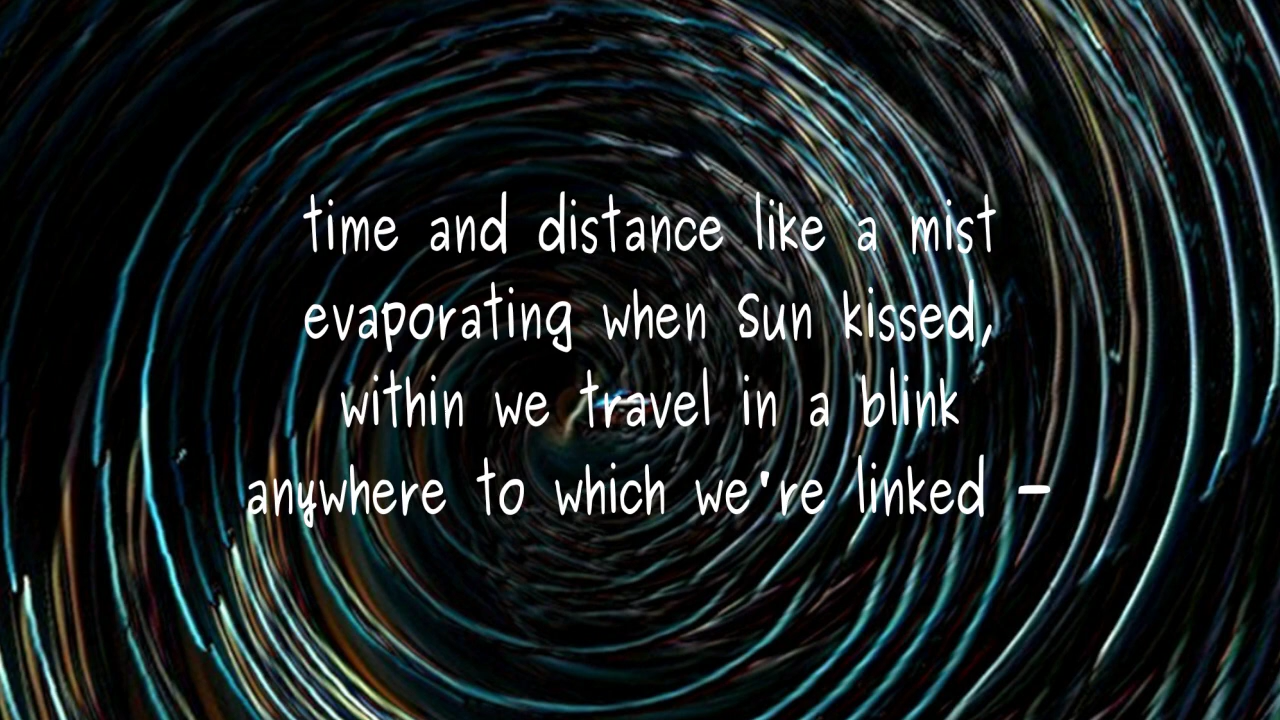 time and distance like a mist
evaporating when Sun kissed,
within we travel in a blink
anywhere to which we're linked –